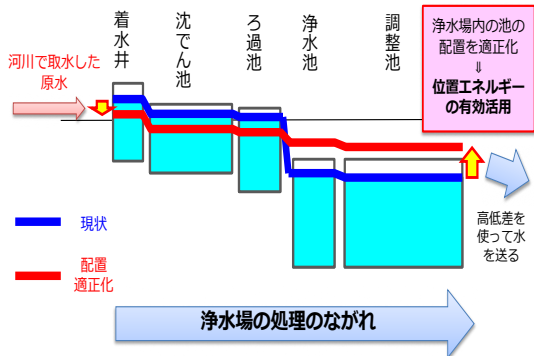 着水井
沈でん池
ろ過池
浄水池
調整池
河川で取水した
原水
浄水場内の池の
配置を適正化
⇓
位置エネルギー
の有効活用
現状
配置
適正化
高低差を
使って水
を送る
浄水場の処理のながれ